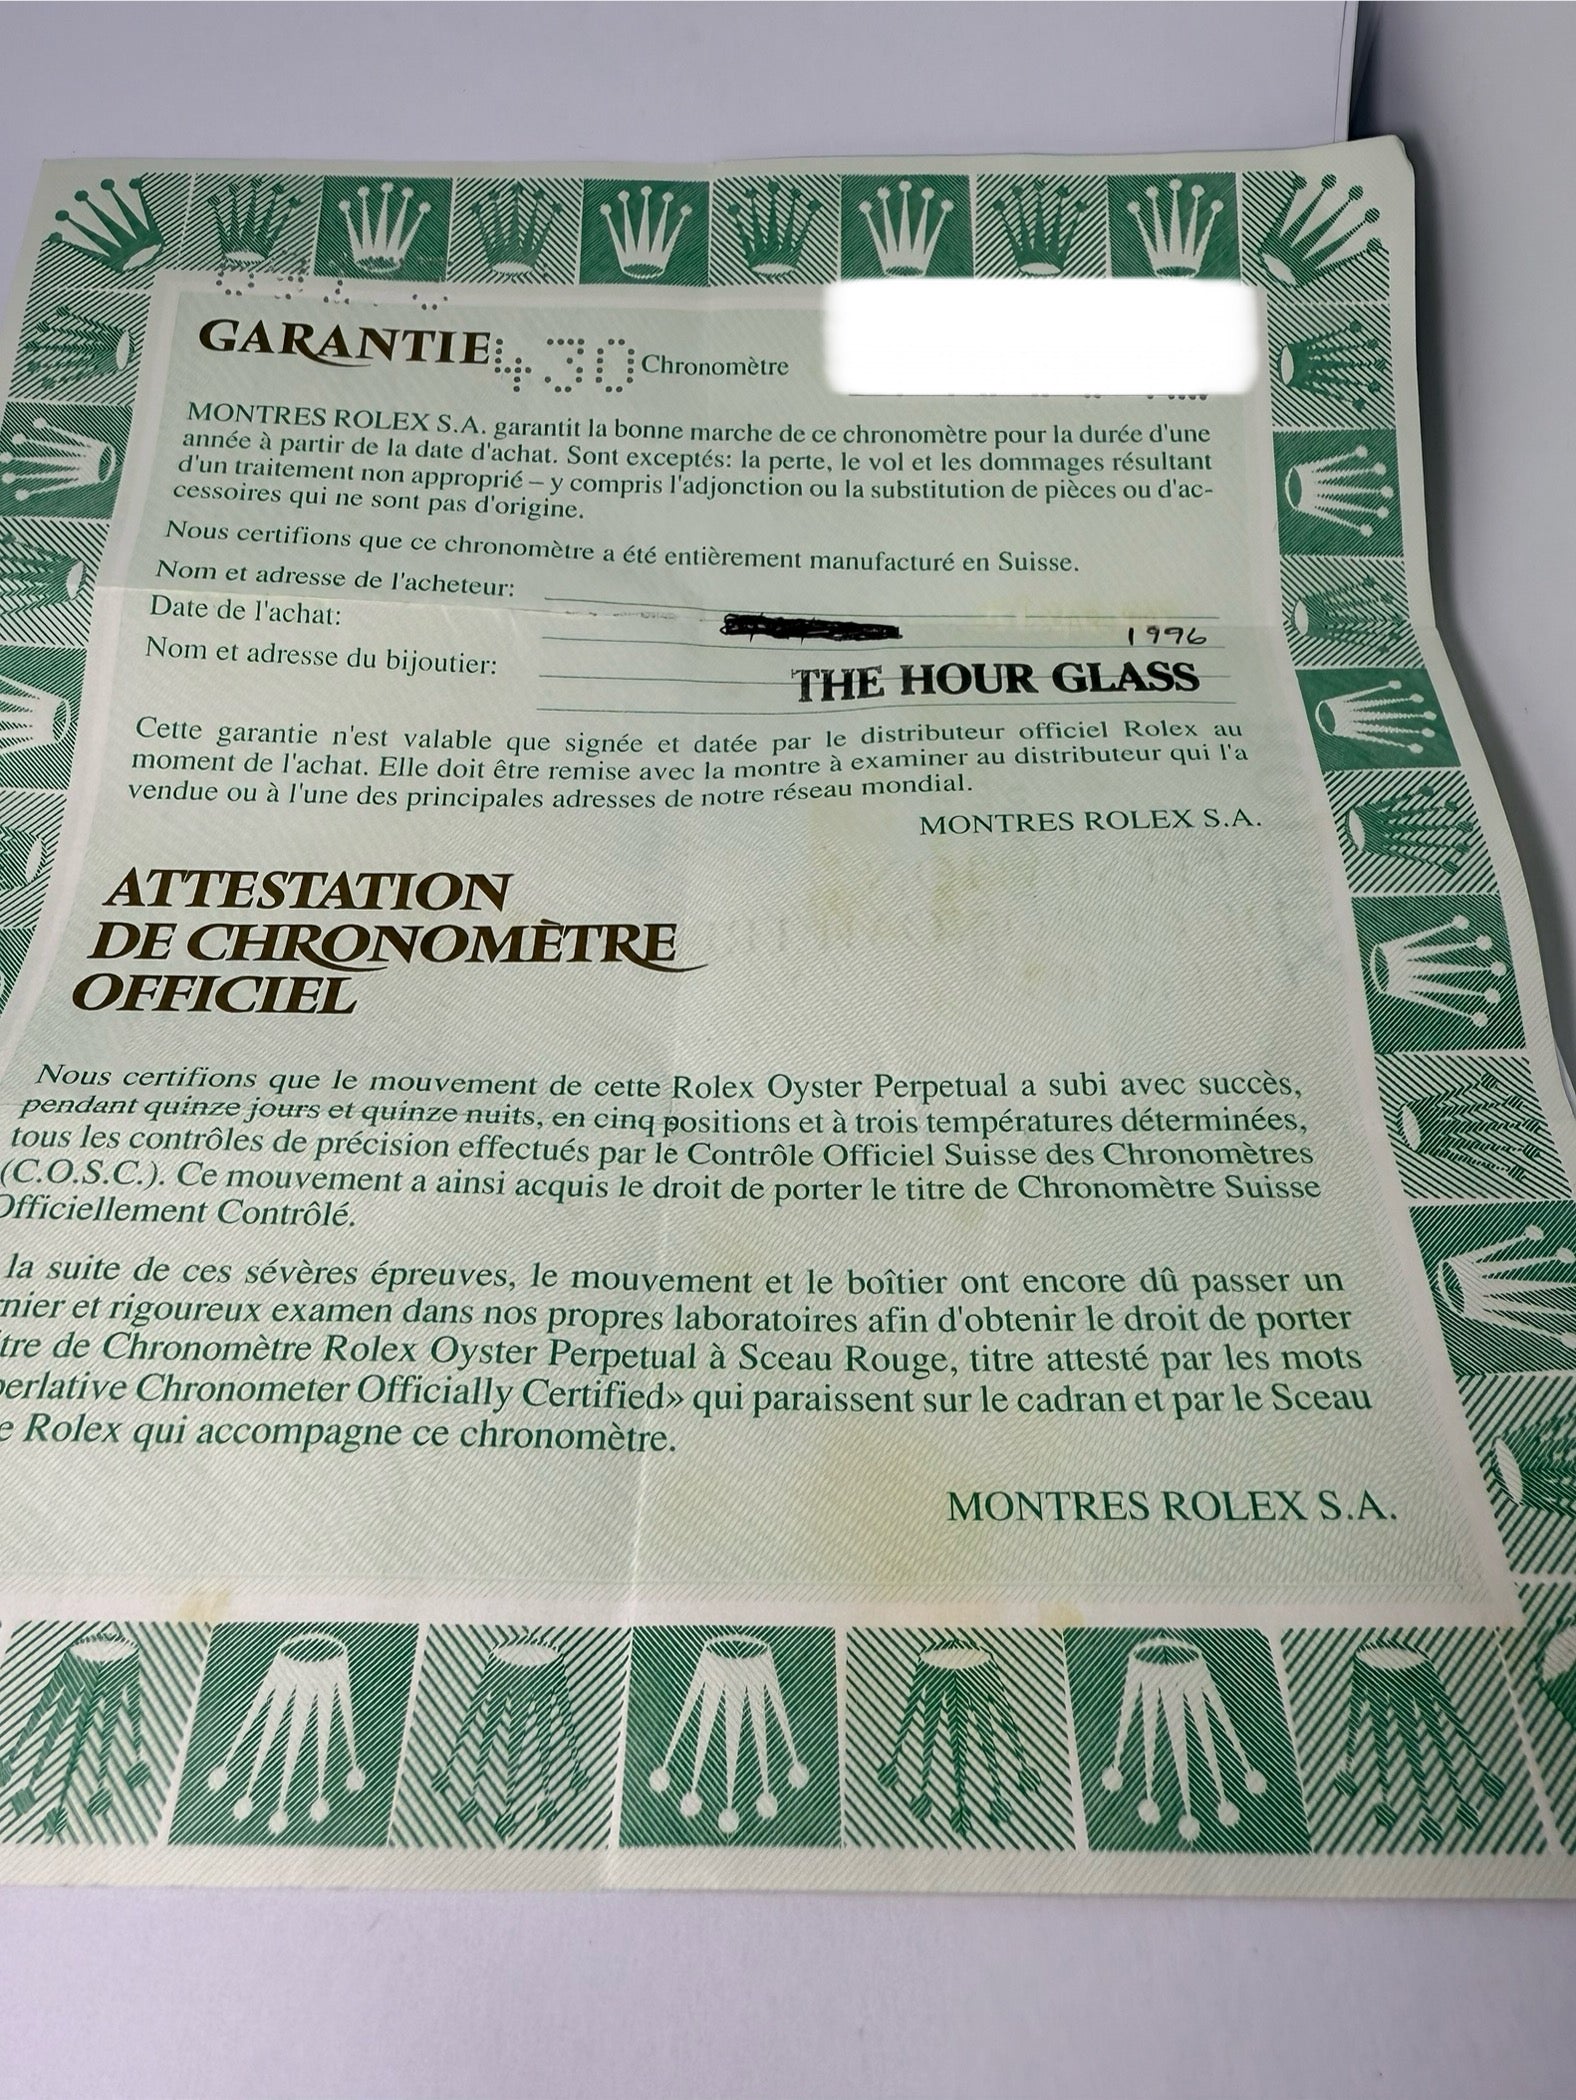 GARANTIE 430 Chronomètre
MONTRES ROLEX S.A. garantit la bonne marche de ce chronomètre pour la durée d'une
année à partir de la date d'achat. Sont exceptés: la perte, le vol et les dommages résultant
d'un traitement non approprié – y compris l'adjonction ou la substitution de pièces ou d'ac-
cessoires qui ne sont pas d'origine.
Nous certifions que ce chronomètre a été entièrement manufacturé en Suisse.
Nom et adresse de l'acheteur:
Date de l'achat: 1996
Nom et adresse du bijoutier: THE HOUR GLASS
Cette garantie n'est valable que signée et datée par le distributeur officiel Rolex au
moment de l'achat. Elle doit être remise avec la montre à examiner au distributeur qui l'a
vendue ou à l'une des principales adresses de notre réseau mondial.
MONTRES ROLEX S.A.
ATTESTATION
DE CHRONOMÈTRE
OFFICIEL
Nous certifions que le mouvement de cette Rolex Oyster Perpetual a subi avec succès,
pendant quinze jours et quinze nuits, en cinq positions et à trois températures déterminées,
tous les contrôles de précision effectués par le Contrôle Officiel Suisse des Chronomètres
(C.O.S.C.). Ce mouvement a ainsi acquis le droit de porter le titre de Chronomètre Suisse
Officiellement Contrôlé.
la suite de ces sévères épreuves, le mouvement et le boîtier ont encore dû passer un
nier et rigoureux examen dans nos propres laboratoires afin d'obtenir le droit de porter
tre de Chronomètre Rolex Oyster Perpetual à Sceau Rouge, titre attesté par les mots
perlative Chronometer Officially Certified» qui paraissent sur le cadran et par le Sceau
e Rolex qui accompagne ce chronomètre.
MONTRES ROLEX S.A.